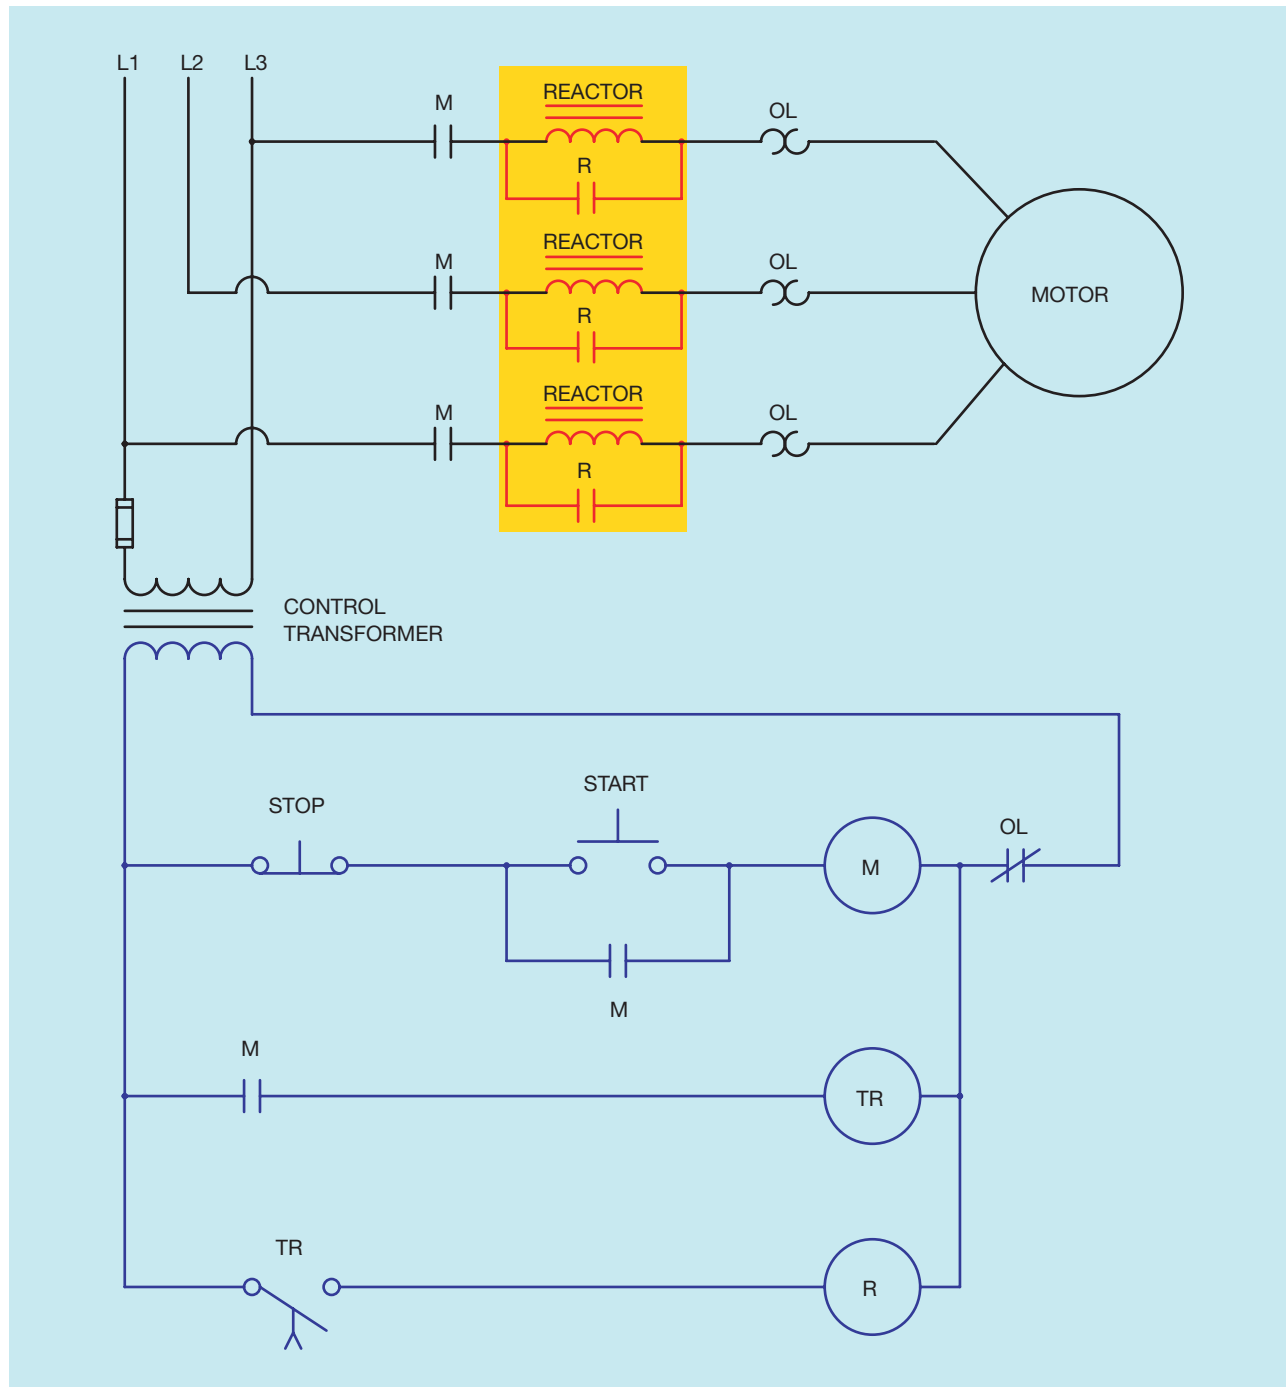 L1 L2 L3
REACTOR
M
OL
R
REACTOR
M
OL
R
MOTOR
REACTOR
M
OL
R
CONTROL
TRANSFORMER
START
STOP
OL
M
M
M
TR
TR
R